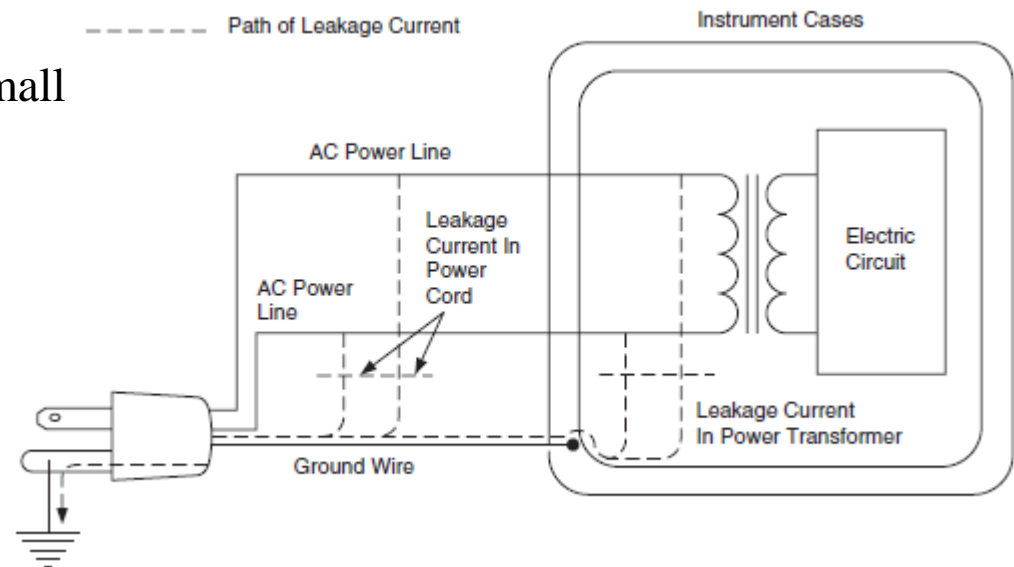 Path of Leakage Current
Instrument Cases
AC Power Line
Leakage
Current In
Power
Cord
AC Power
Line
Electric
Circuit
Leakage Current
In Power Transformer
Ground Wire